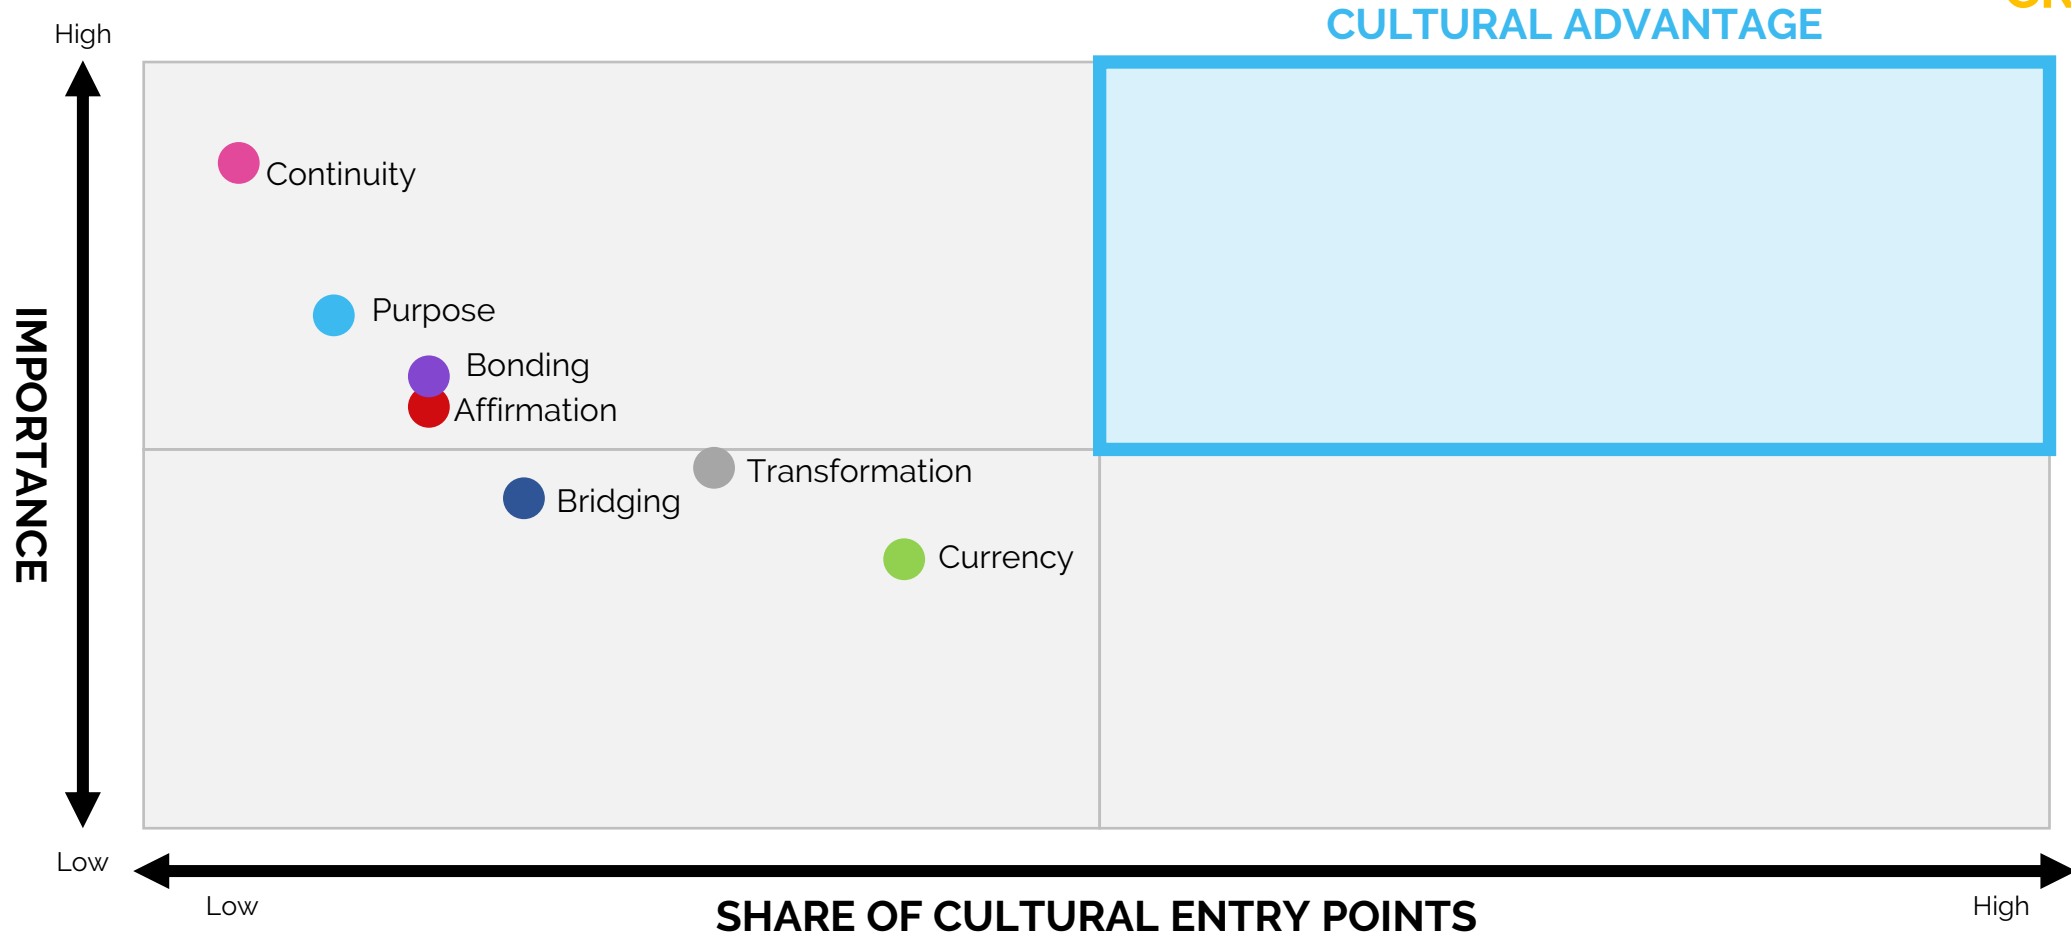 CULTURAL ADVANTAGE
High
Continuity
Purpose
Bonding
Affirmation
Transformation
Bridging
Currency
IMPORTANCE
Low
Low
High
SHARE OF CULTURAL ENTRY POINTS